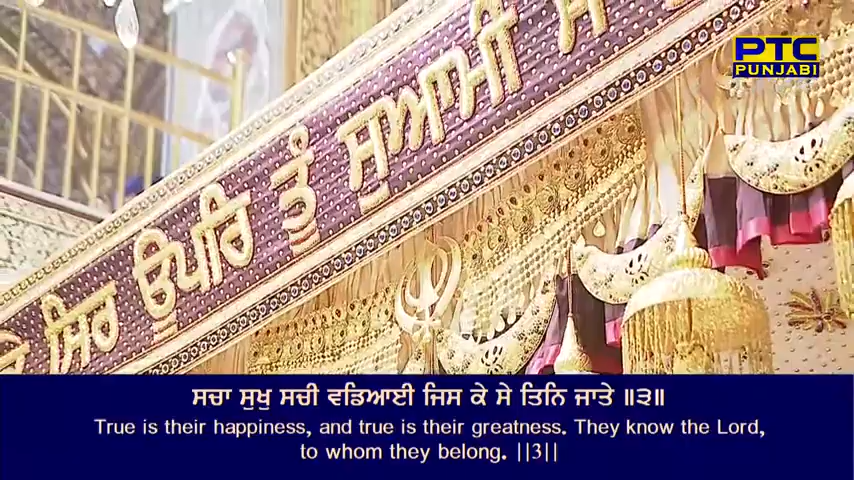 PTC
PUNJABI
ਸਿਰ ਉਪਰਿ ਤੂੰ ਸੁਆਮੀ ਸ
ਸਚਾ ਸੁਖੁ ਸਚੀ ਵਡਿਆਈ ਜਿਸ ਕੇ ਸੇ ਤਿਨਿ ਜਾਤੇ ॥੩॥
True is their happiness, and true is their greatness. They know the Lord,
to whom they belong. ||3||